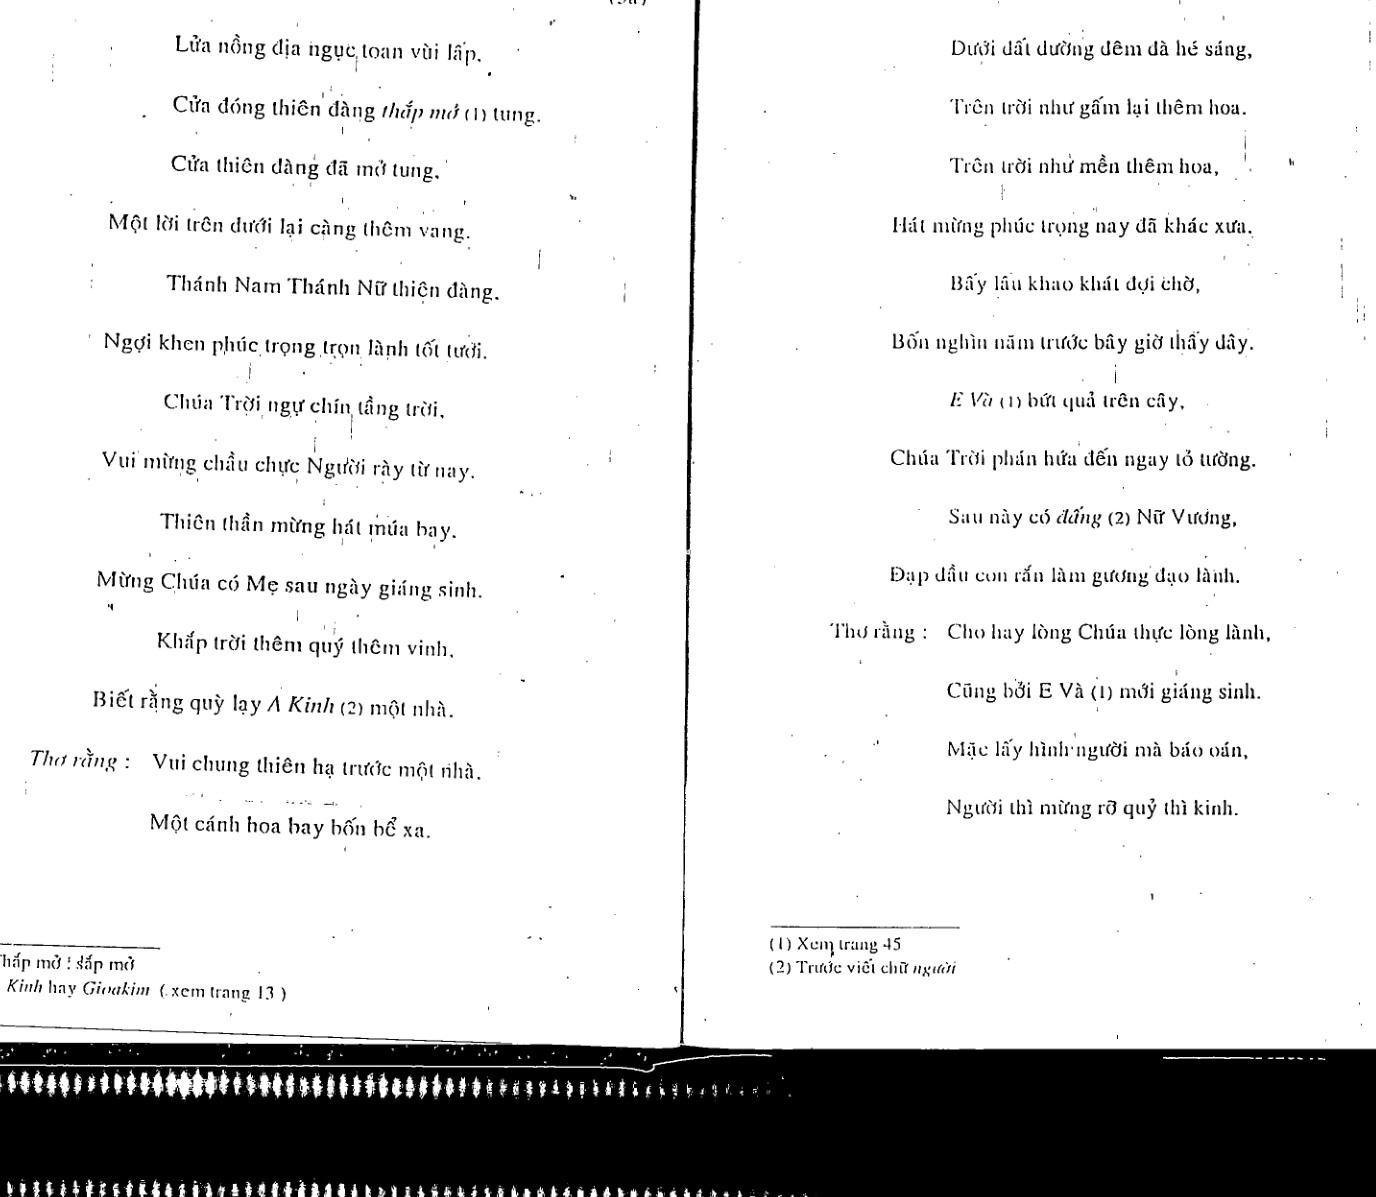 Lửa nồng địa ngục toan vùi lấp.
Cửa đóng thiên đàng thắp mở (1) tung.
Cửa thiên đàng đã mở tung,
Một lời trên dưới lại càng thêm vang.
Thánh Nam Thánh Nữ thiện đàng,
Ngợi khen phúc trọng trọn lành tốt tươi.
Chúa Trời ngự chín tầng trời,
Vui mừng chầu chực Người rày từ nay.
Thiên thần mừng hát múa bay.
Mừng Chúa có Mẹ sau ngày giáng sinh.
Khắp trời thêm quý thêm vinh,
Biết rằng quỳ lạy A Kinh (2) một nhà.
Thơ rằng : Vui chung thiên hạ trước một nhà.
Một cánh hoa bay bốn bể xa.
Thấp mở : sắp mở
Kinh hay Gioakim ( xem trang 13 )
Dưới đất dường đêm đà hé sáng,
Trên trời như gấm lại thêm hoa.
Trên trời như mền thêm hoa,
Hát mừng phúc trọng nay đã khác xưa.
Bấy lâu khao khát đợi chờ,
Bốn nghìn năm trước bây giờ thấy đây.
E Và (1) bứt quả trên cây,
Chúa Trời phán hứa đến ngay tỏ tường.
Sau này có đấng (2) Nữ Vương,
Đạp đầu con rắn làm gương đạo lành.
Thơ rằng : Cho hay lòng Chúa thực lòng lành,
Cũng bởi E Và (1) mới giáng sinh.
Mặc lấy hình người mà báo oán,
Người thì mừng rỡ quỷ thì kinh.
(1) Xem trang 45
(2) Trước viết chữ người